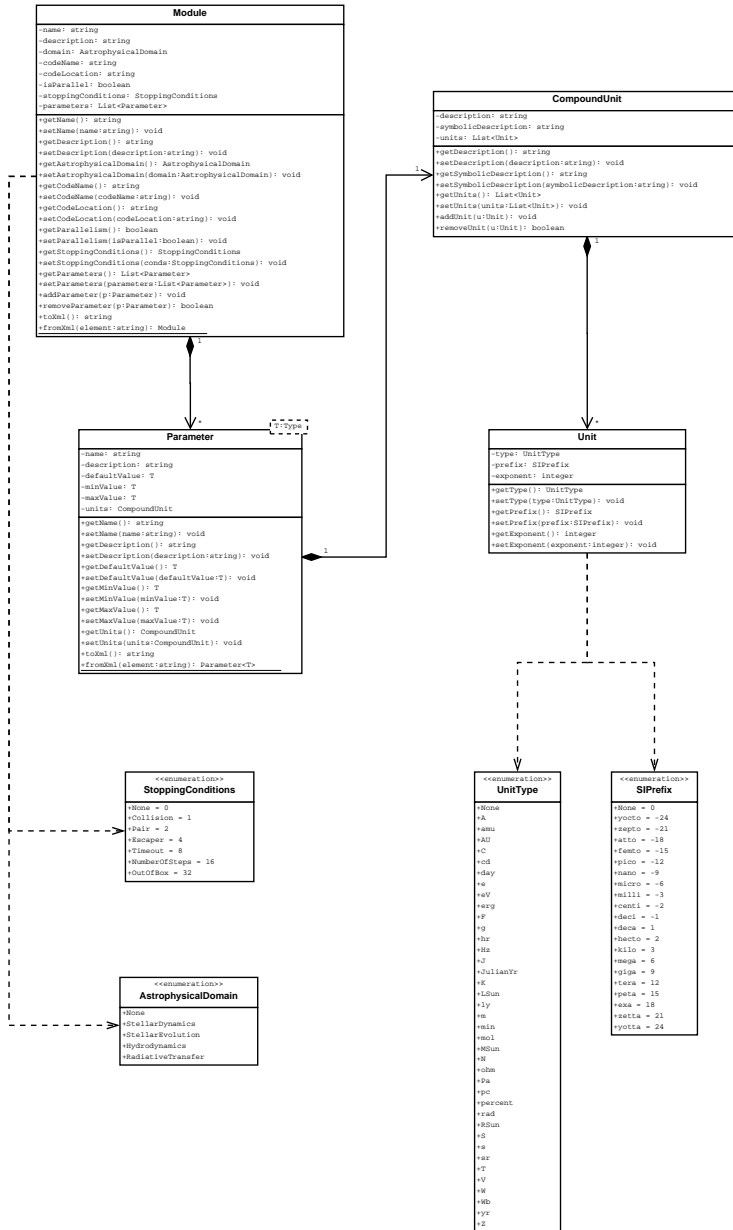 Module
-name: string
-description: string
-domain: AstrophysicalDomain
-codeName: string
-codeLocation: string
-isParallel: boolean
-stoppingConditions: StoppingConditions
-parameters: List<Parameter>
+getName(): string
+setName(name:string): void
+getDescription(): string
+setDescription(description:string): void
+getAstrophysicalDomain(): AstrophysicalDomain
+setAstrophysicalDomain(domain:AstrophysicalDomain): void
+getCodeName(): string
+setCodeName(codeName:string): void
+getCodeLocation(): string
+setCodeLocation(codeLocation:string): void
+getParallelism(): boolean
+setParallelism(isParallel:boolean): void
+getStoppingConditions(): StoppingConditions
+setStoppingConditions(conds:StoppingConditions): void
+getParameters(): List<Parameter>
+setParameters(parameters:List<Parameter>): void
+addParameter(p:Parameter): void
+removeParameter(p:Parameter): boolean
+toXml(): string
+fromXml(element:string): Module
1
*
CompoundUnit
-description: string
-symbolicDescription: string
-units: List<Unit>
+getDescription(): string
+setDescription(description:string): void
+getSymbolicDescription(): string
+setSymbolicDescription(symbolicDescription:string): void
+getUnits(): List<Unit>
+setUnits(units:List<Unit>): void
+addUnit(u:Unit): void
+removeUnit(u:Unit): boolean
1
1
*
T:Type
Parameter
-name: string
-description: string
-defaultValue: T
-minValue: T
-maxValue: T
-units: CompoundUnit
+getName(): string
+setName(name:string): void
+getDescription(): string
+setDescription(description:string): void
+getDefaultValue(): T
+setDefaultValue(defaultValue:T): void
+getMinValue(): T
+setMinValue(minValue:T): void
+getMaxValue(): T
+setMaxValue(maxValue:T): void
+getUnits(): CompoundUnit
+setUnits(units:CompoundUnit): void
+toXml(): string
+fromXml(element:string): Parameter<T>
1
Unit
-type: UnitType
-prefix: SIPrefix
-exponent: integer
+getType(): UnitType
+setType(type:UnitType): void
+getPrefix(): SIPrefix
+setPrefix(prefix:SIPrefix): void
+getExponent(): integer
+setExponent(exponent:integer): void
<<enumeration>>
StoppingConditions
+None = 0
+Collision = 1
+Pair = 2
+Escaper = 4
+Timeout = 8
+NumberOfSteps = 16
+OutOfBox = 32
<<enumeration>>
AstrophysicalDomain
+None
+StellarDynamics
+StellarEvolution
+Hydrodynamics
+RadiativeTransfer
<<enumeration>>
UnitType
+None
+A
+amu
+AU
+C
+cd
+day
+e
+eV
+erg
+F
+g
+hr
+Hz
+J
+JulianYr
+K
+LSun
+ly
+m
+min
+mol
+MSun
+N
+ohm
+Pa
+pc
+percent
+rad
+RSun
+S
+s
+sr
+T
+V
+W
+Wb
+yr
+Z
<<enumeration>>
SIPrefix
+None = 0
+yocto = -24
+zepto = -21
+atto = -18
+femto = -15
+pico = -12
+nano = -9
+micro = -6
+milli = -3
+centi = -2
+deci = -1
+deca = 1
+hecto = 2
+kilo = 3
+mega = 6
+giga = 9
+tera = 12
+peta = 15
+exa = 18
+zetta = 21
+yotta = 24